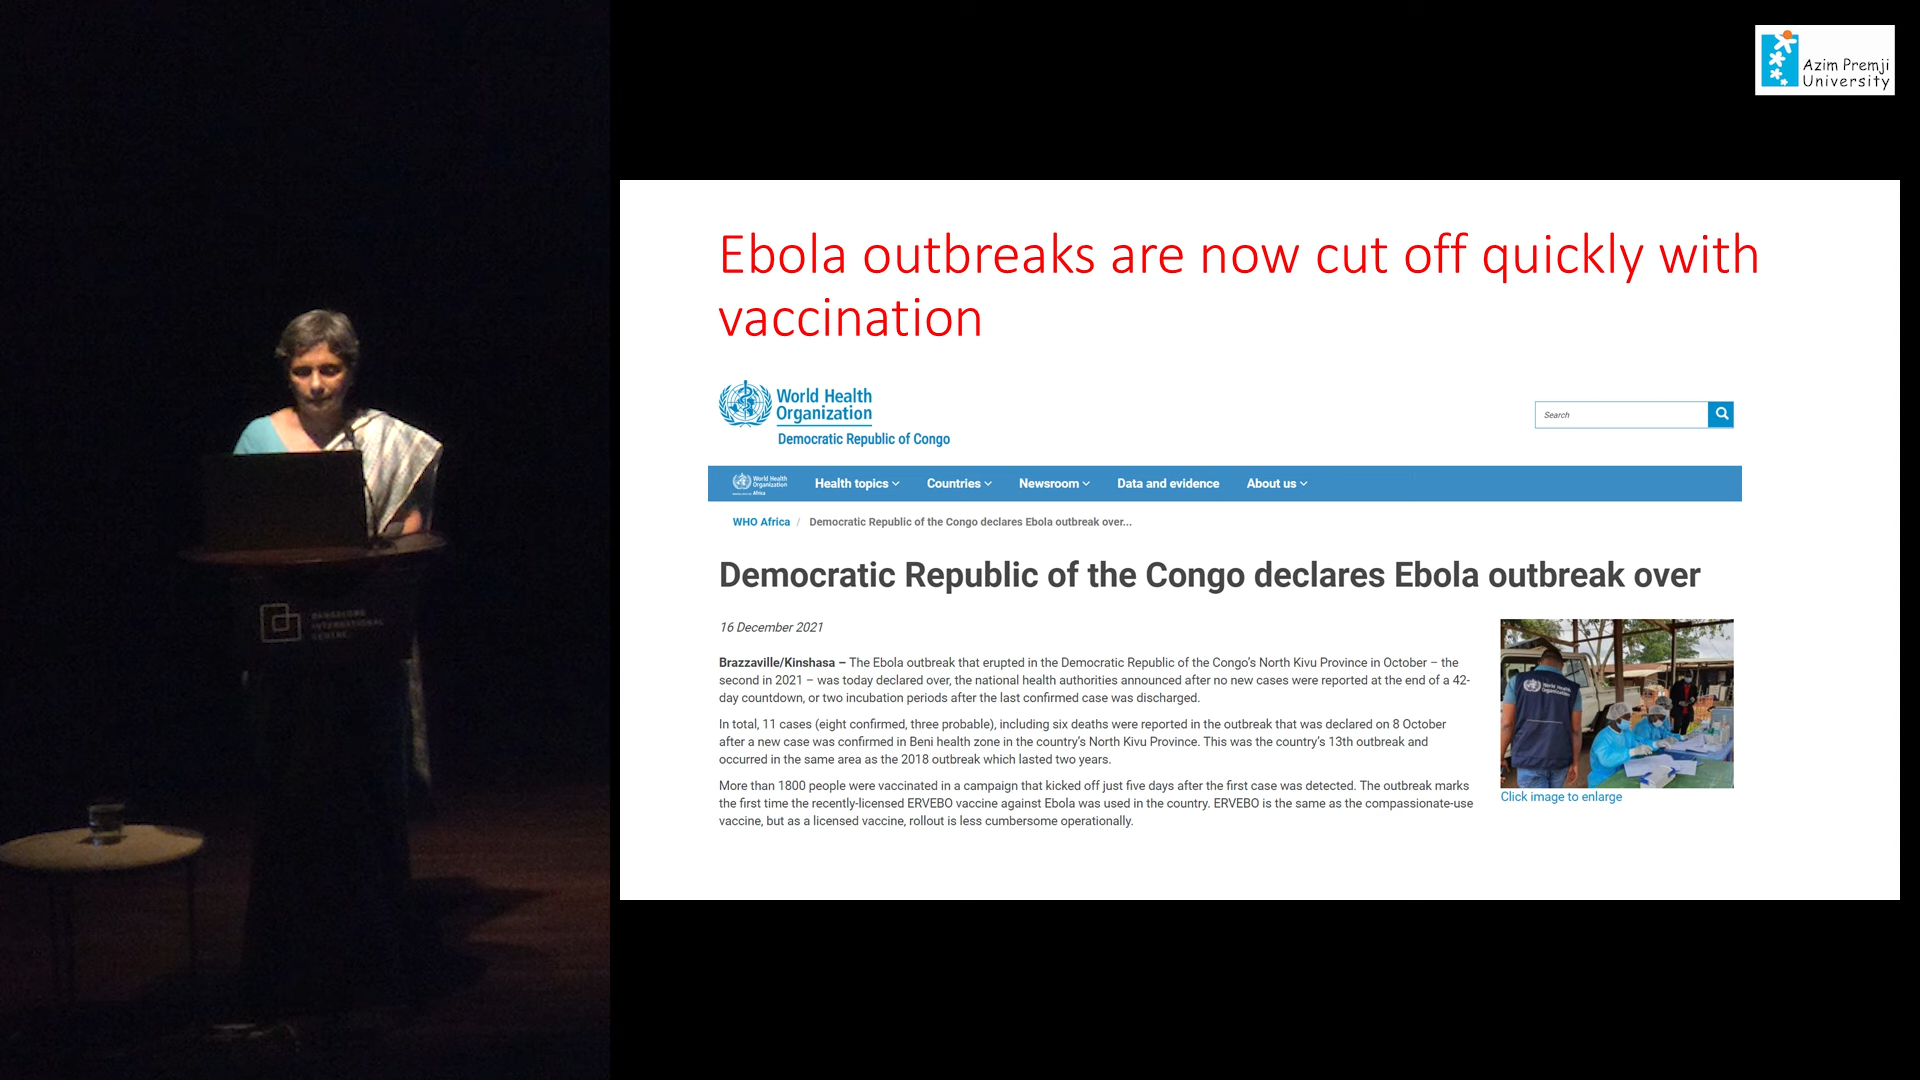 Azim Premji
University
Ebola outbreaks are now cut off quickly with
vaccination
World Health
Organization
Democratic Republic of Congo
Search
World Health
Organization
Africa
Health topics
Countries
Newsroom
Data and evidence
About us
WHO Africa / Democratic Republic of the Congo declares Ebola outbreak over...
Democratic Republic of the Congo declares Ebola outbreak over
16 December 2021
Brazzaville/Kinshasa – The Ebola outbreak that erupted in the Democratic Republic of the Congo's North Kivu Province in October – the
second in 2021 – was today declared over, the national health authorities announced after no new cases were reported at the end of a 42-
day countdown, or two incubation periods after the last confirmed case was discharged.
In total, 11 cases (eight confirmed, three probable), including six deaths were reported in the outbreak that was declared on 8 October
after a new case was confirmed in Beni health zone in the country's North Kivu Province. This was the country's 13th outbreak and
occurred in the same area as the 2018 outbreak which lasted two years.
More than 1800 people were vaccinated in a campaign that kicked off just five days after the first case was detected. The outbreak marks
the first time the recently-licensed ERVEBO vaccine against Ebola was used in the country. ERVEBO is the same as the compassionate-use
vaccine, but as a licensed vaccine, rollout is less cumbersome operationally.
World Health
Organization
Click image to enlarge
BANGALORE
INTERNATIONAL
CENTRE